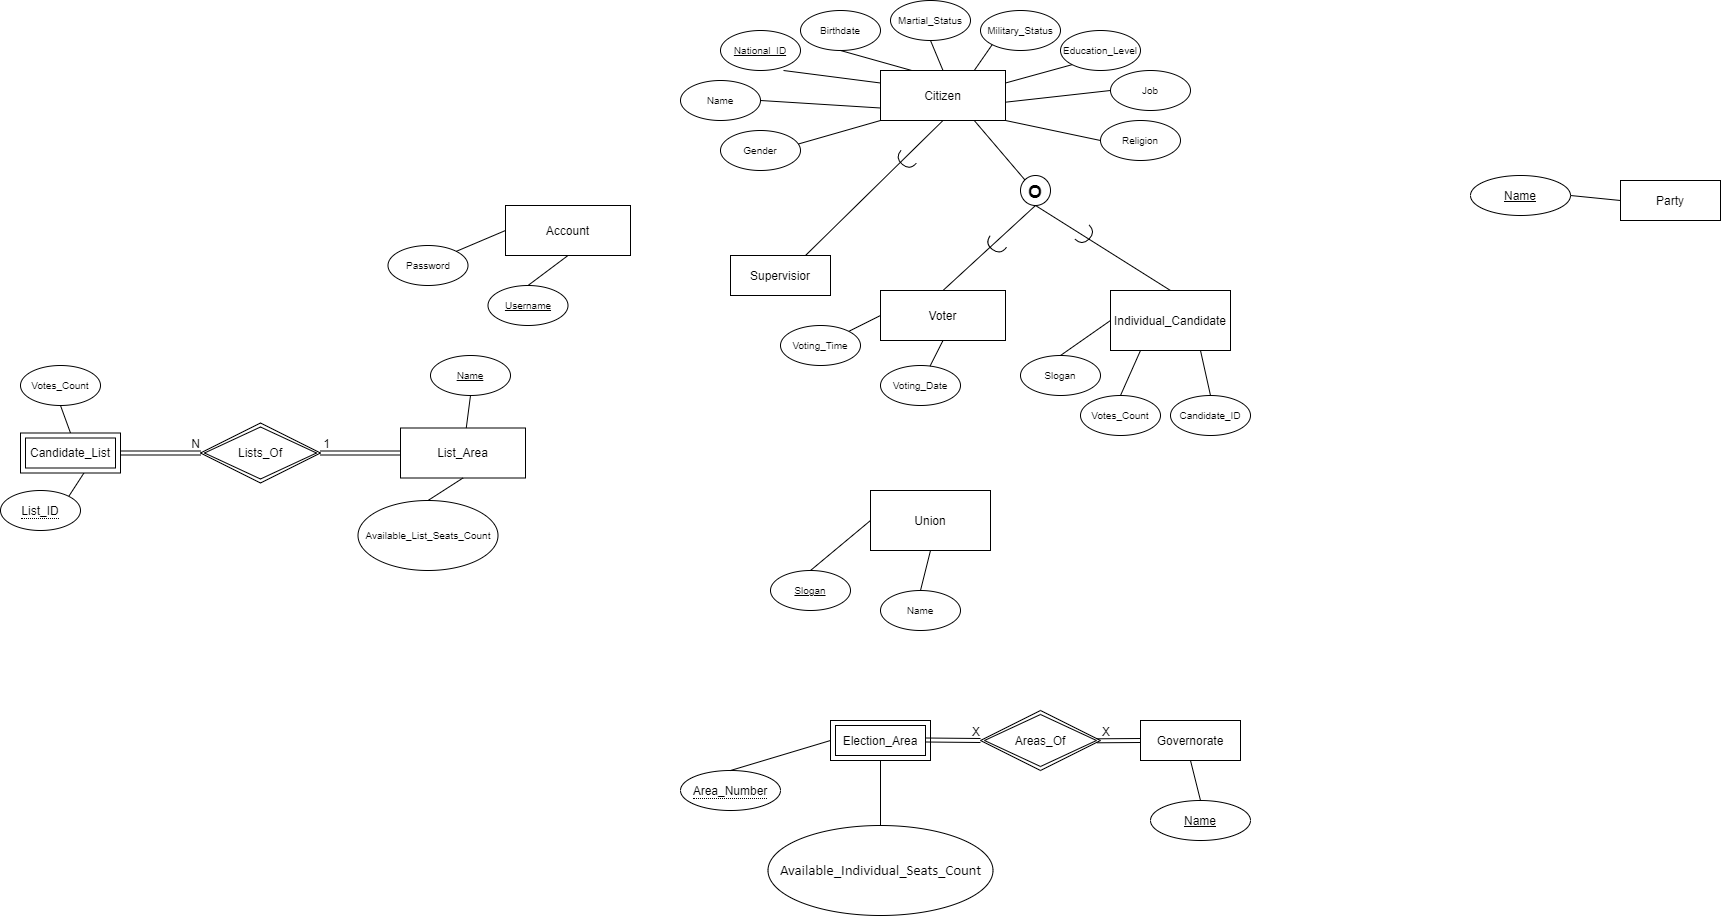 Martial_Status
Birthdate
Military_Status
National_ID
Education_Level
Citizen
Job
Name
Religion
Gender
O
Name
Party
Account
Password
Supervisior
Username
Voter
Individual_Candidate
Voting_Time
Slogan
Voting_Date
Votes_Count
Candidate_ID
Votes_Count
Name
N
1
Candidate_List
Lists_Of
List_Area
List_ID
Available_List_Seats_Count
Union
Slogan
Name
X
X
Election_Area
Areas_Of
Governorate
Area_Number
Name
Available_Individual_Seats_Count